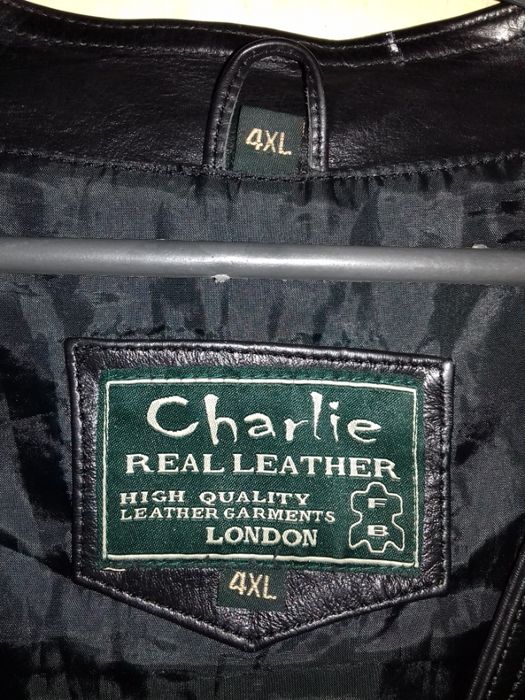 4XL
Charlie
REAL LEATHER
HIGH QUALITY
LEATHER GARMENTS
LONDON
F
B
4XL